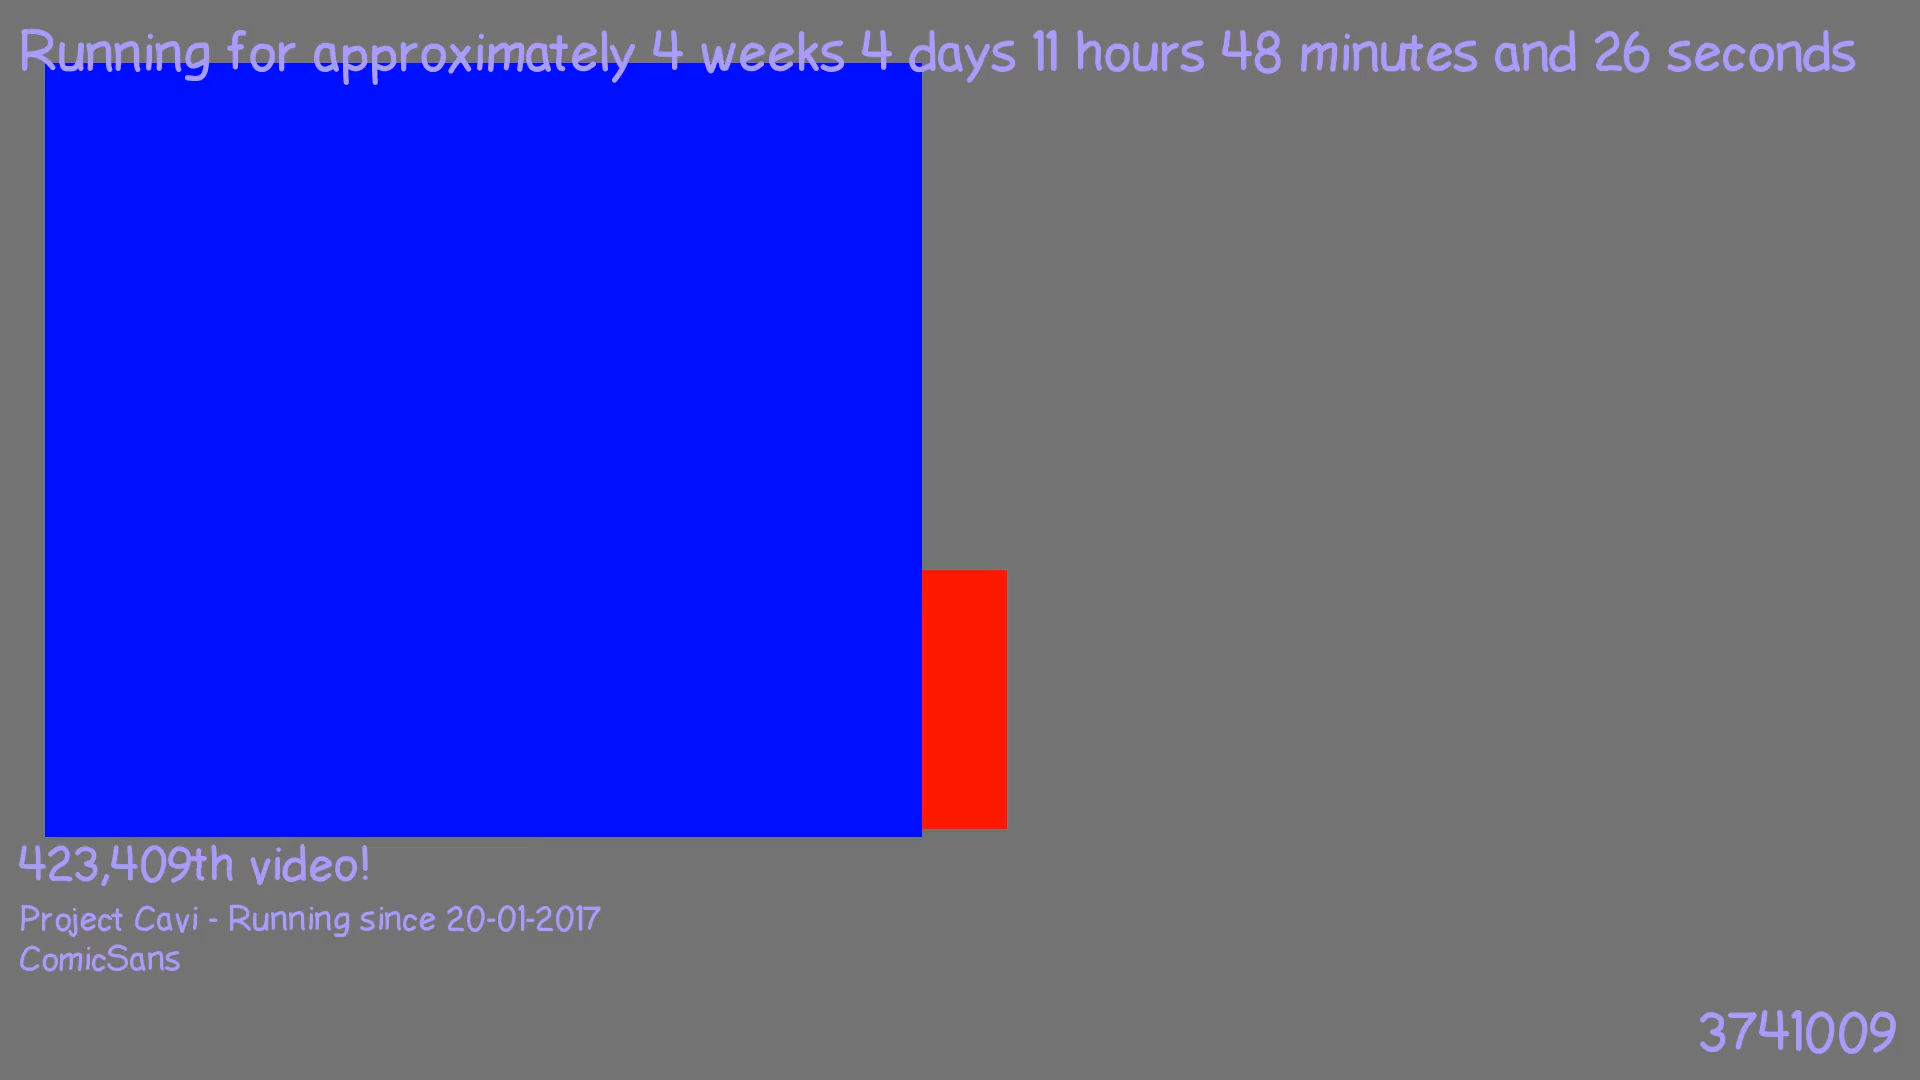 Running for approximately 4 weeks 4 days 11 hours 48 minutes and 26 seconds
423,409th video!
Project Cavi - Running since 20-01-2017
ComicSans
3741009